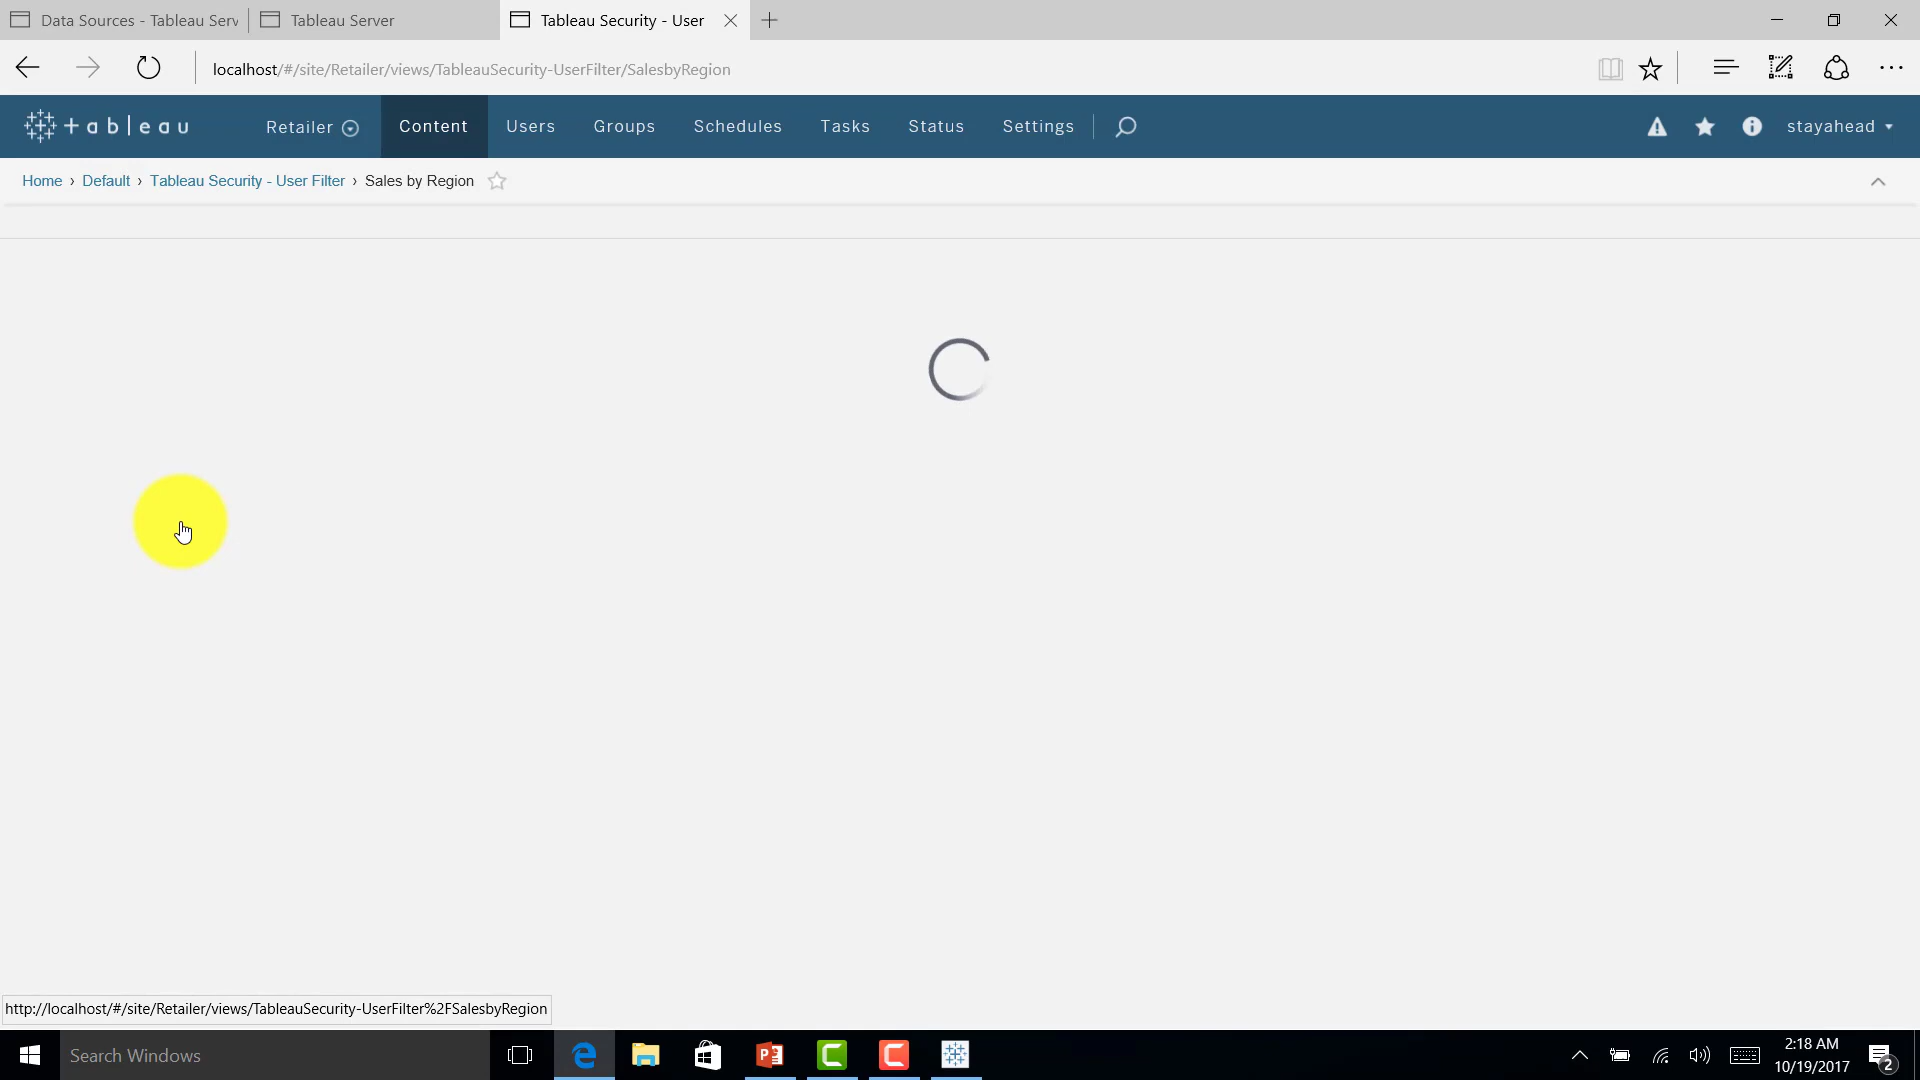 Data Sources - Tableau Serv
Tableau Server
Tableau Security - User
localhost/#/site/Retailer/views/TableauSecurity-UserFilter/SalesbyRegion
+ableau
Retailer
Content
Users
Groups
Schedules
Tasks
Status
Settings
stayahead
Home › Default › Tableau Security - User Filter › Sales by Region
http://localhost/#/site/Retailer/views/TableauSecurity-UserFilter%2FSalesbyRegion
Search Windows
2:18 AM
10/19/2017
2